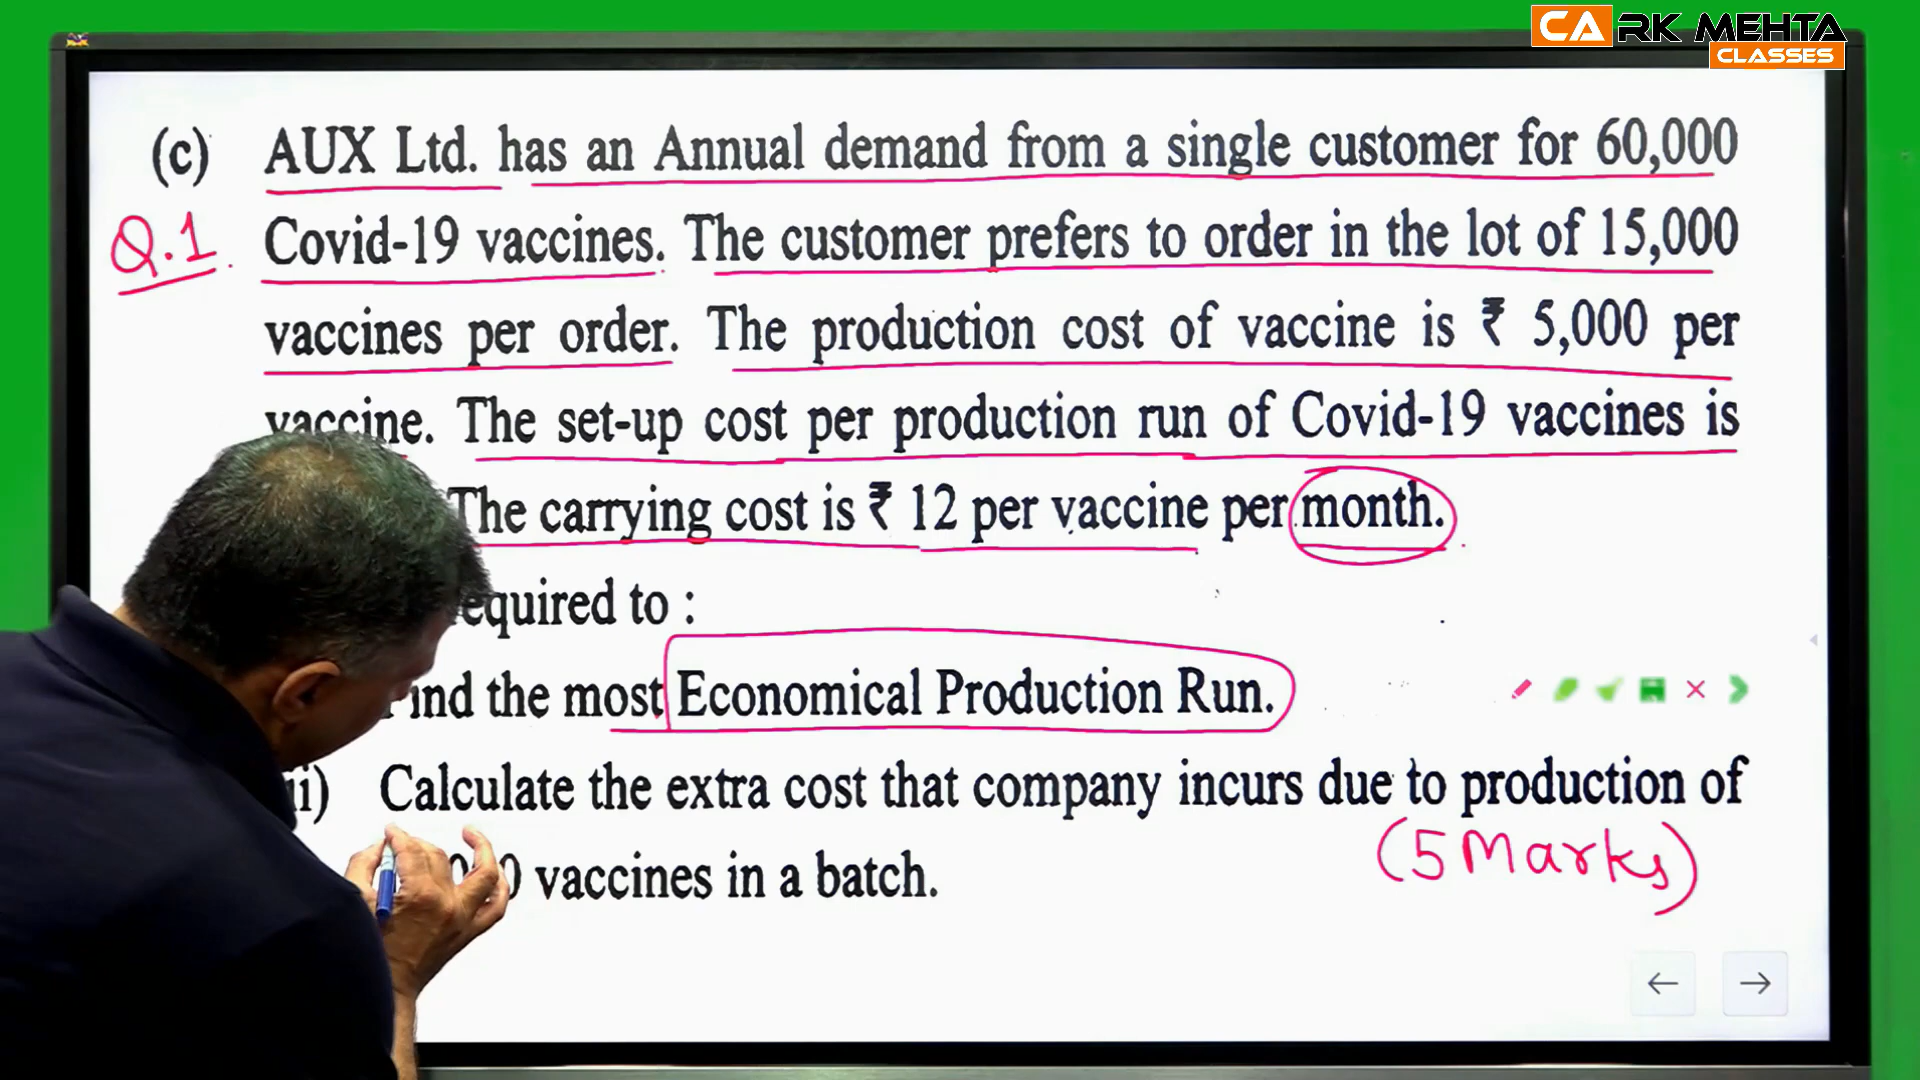 CA RK MEHTA
CLASSES
(c) AUX Ltd. has an Annual demand from a single customer for 60,000
Q.1 Covid-19 vaccines. The customer prefers to order in the lot of 15,000
vaccines per order. The production cost of vaccine is ₹ 5,000 per
vaccine. The set-up cost per production run of Covid-19 vaccines is
The carrying cost is ₹ 12 per vaccine per month.
equired to :
ind the most Economical Production Run.
ii) Calculate the extra cost that company incurs due to production of
(5 Marks)
vaccines in a batch.